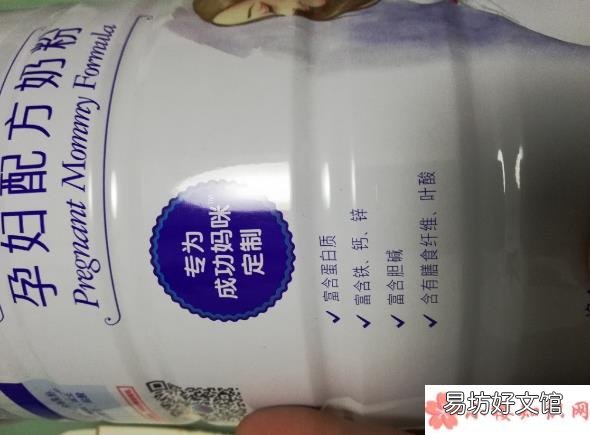 孕妇配方奶粉
Pregnant Mommy Formula
专为
成功妈咪
定制
✓ 富含蛋白质
✓ 富含铁、钙、锌
✓ 富含胆碱
✓ 含有膳食纤维、叶酸
易坊好文馆